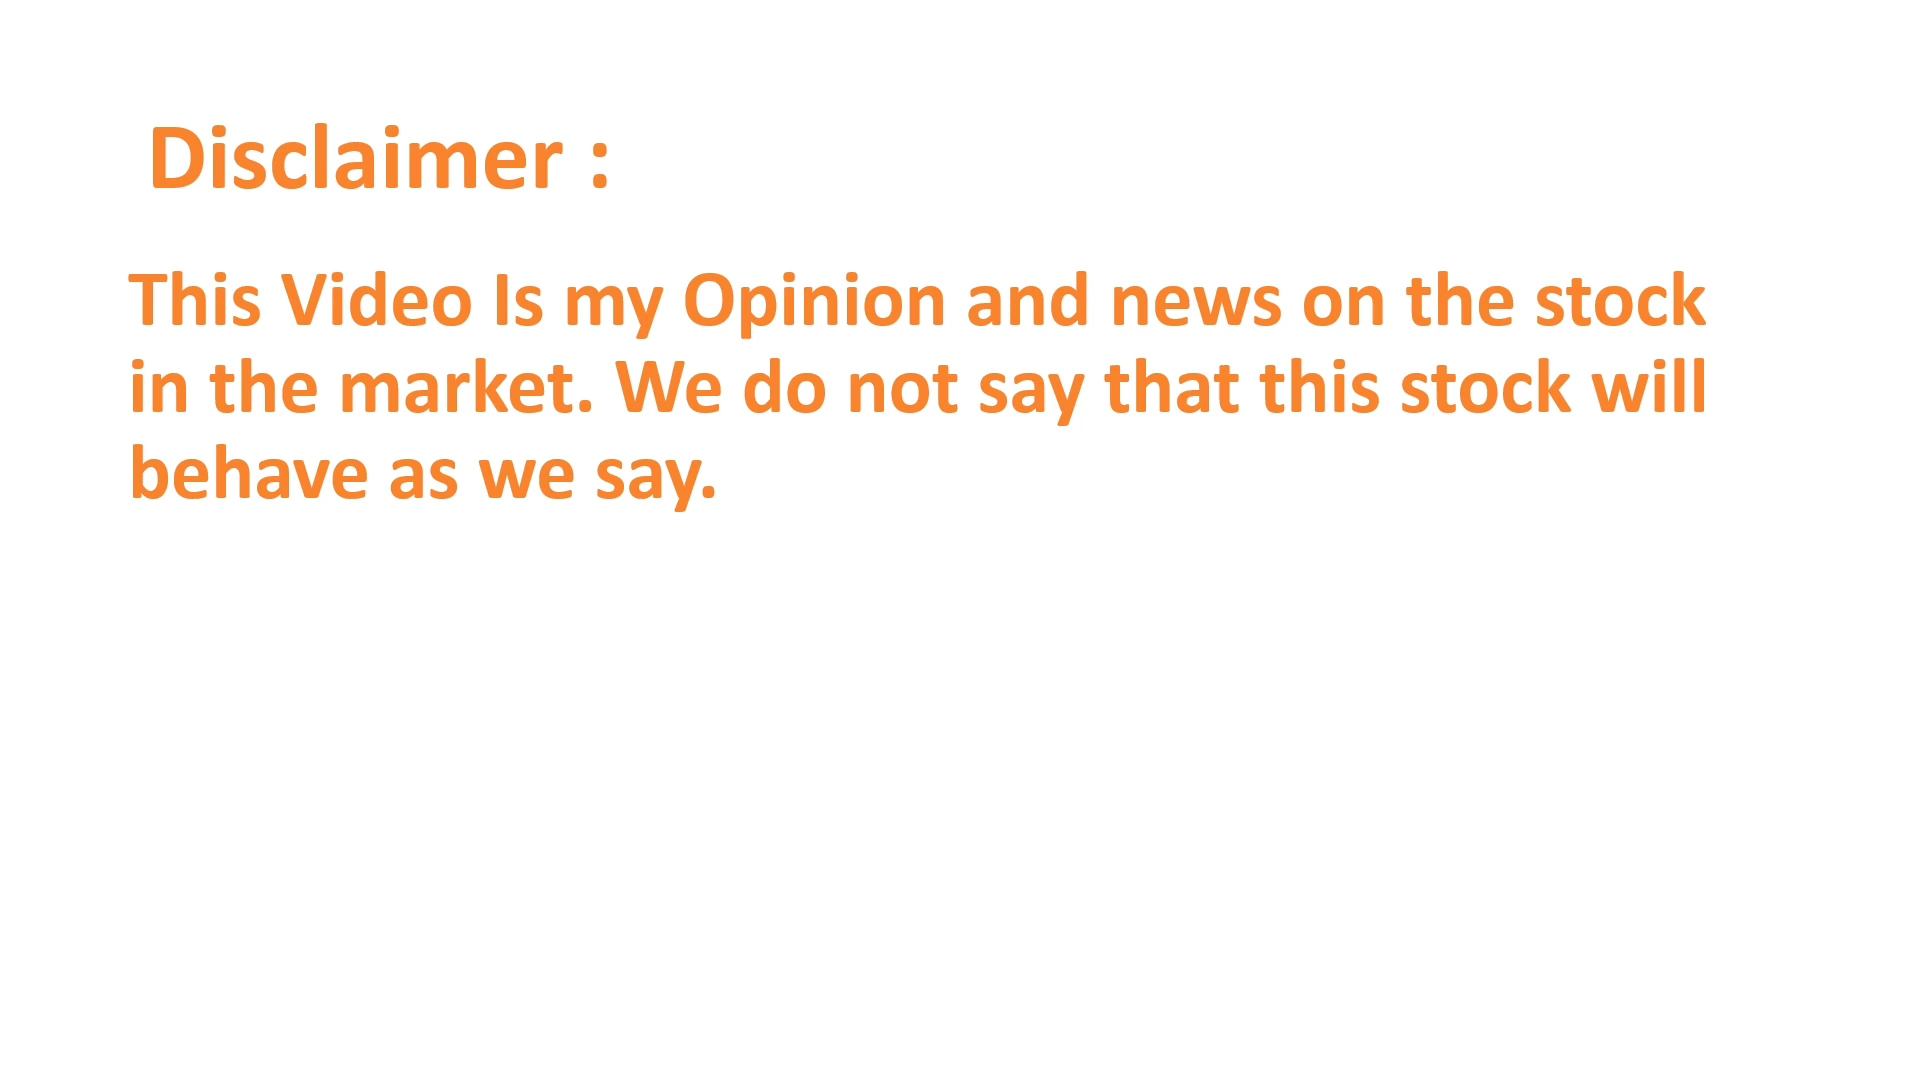 Disclaimer :
This Video Is my Opinion and news on the stock
in the market. We do not say that this stock will
behave as we say.